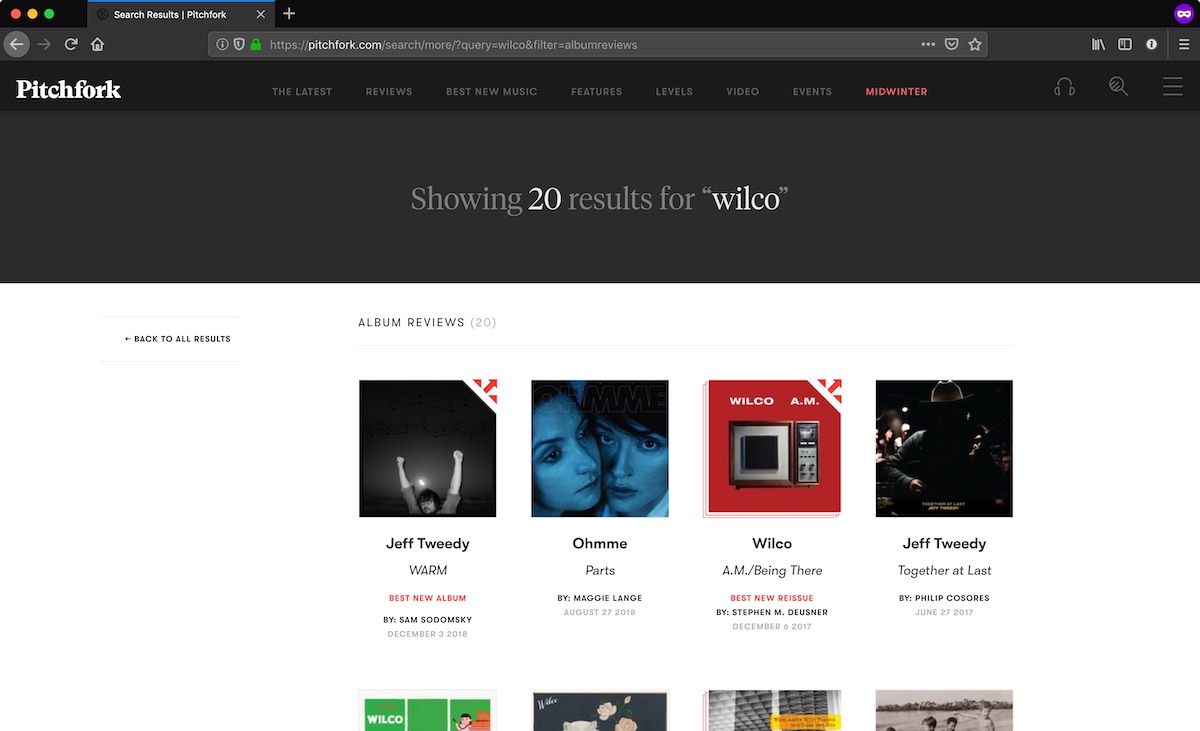 Search Results | Pitchfork
https://pitchfork.com/search/more/?query=wilco&filter=albumreviews
Pitchfork
THE LATEST REVIEWS BEST NEW MUSIC FEATURES LEVELS VIDEO EVENTS MIDWINTER
Showing 20 results for “wilco”
← BACK TO ALL RESULTS
ALBUM REVIEWS (20)
OHMME
WILCO A.M.
TOGETHER AT LAST
JEFF TWEEDY
Jeff Tweedy
WARM
BEST NEW ALBUM
BY: SAM SODOMSKY
DECEMBER 3 2018
Ohmme
Parts
BY: MAGGIE LANGE
AUGUST 27 2018
Wilco
A.M./Being There
BEST NEW REISSUE
BY: STEPHEN M. DEUSNER
DECEMBER 6 2017
Jeff Tweedy
Together at Last
BY: PHILIP COSORES
JUNE 27 2017
WILCO
Wilco